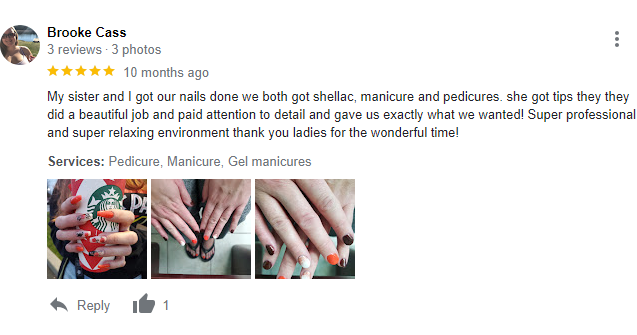 Brooke Cass
3 reviews · 3 photos
10 months ago
My sister and I got our nails done we both got shellac, manicure and pedicures. she got tips they they
did a beautiful job and paid attention to detail and gave us exactly what we wanted! Super professional
and super relaxing environment thank you ladies for the wonderful time!
Services: Pedicure, Manicure, Gel manicures
Reply
1